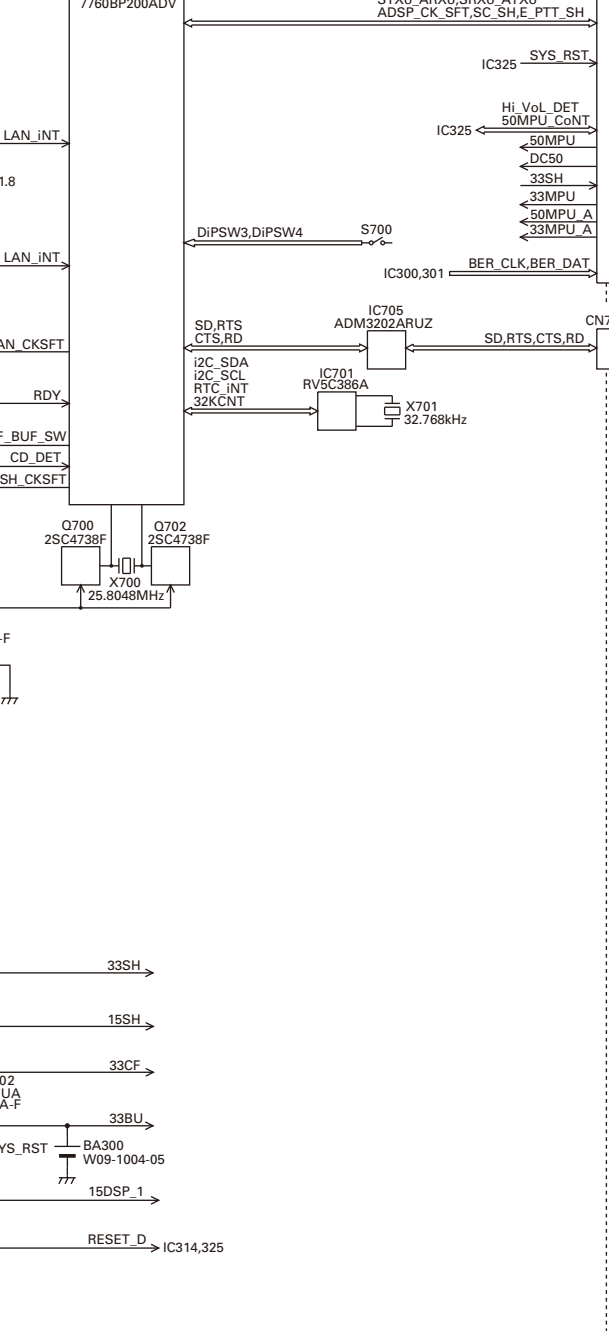 7760BP200ADV
STXU_ARXU,SRXU_ATXU
ADSP_CK_SFT,SC_SH,E_PTT_SH
IC325
SYS_RST
Hi_VoL_DET
50MPU_CoNT
IC325
50MPU
DC50
33SH
33MPU
50MPU_A
33MPU_A
LAN_iNT
1.8
DiPSW3,DiPSW4
S700
LAN_iNT
IC300,301
BER_CLK,BER_DAT
IC705
ADM3202ARUZ
CN7
SD,RTS
CTS,RD
SD,RTS,CTS,RD
AN_CKSFT
i2C_SDA
i2C_SCL
RTC_iNT
32KCNT
IC701
RV5C386A
X701
32.768kHz
RDY
F_BUF_SW
CD_DET
SH_CKSFT
Q700
2SC4738F
Q702
2SC4738F
X700
25.8048MHz
-F
33SH
15SH
33CF
02
UA
A-F
33BU
YS_RST
BA300
W09-1004-05
15DSP_1
RESET_D
IC314,325